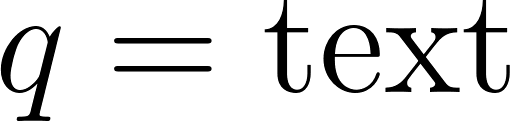 q = text